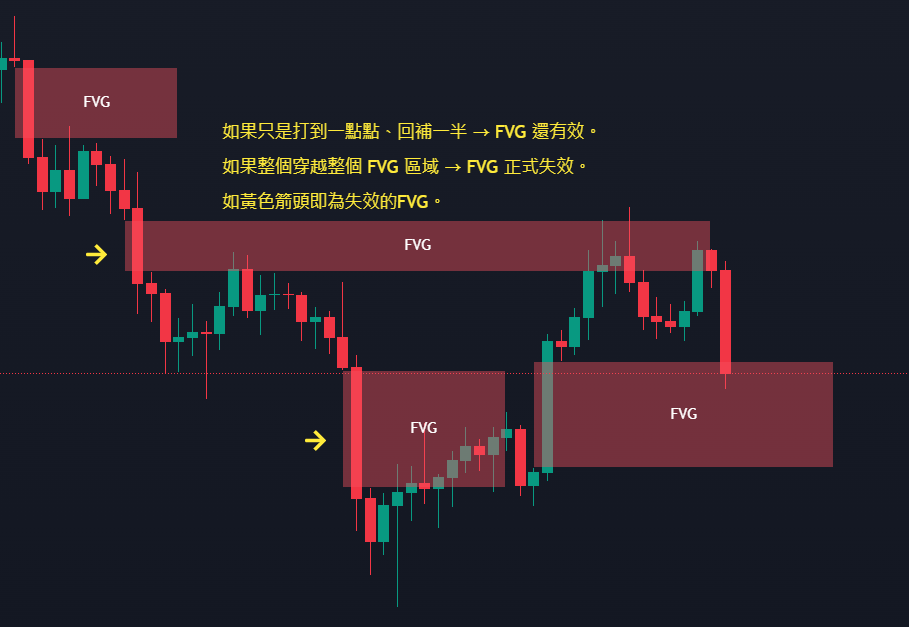 FVG
如果只是打到一點點、回補一半 → FVG 還有效。
如果整個穿越整個 FVG 區域 → FVG 正式失效。
如黃色箭頭即為失效的FVG。
FVG
FVG
FVG